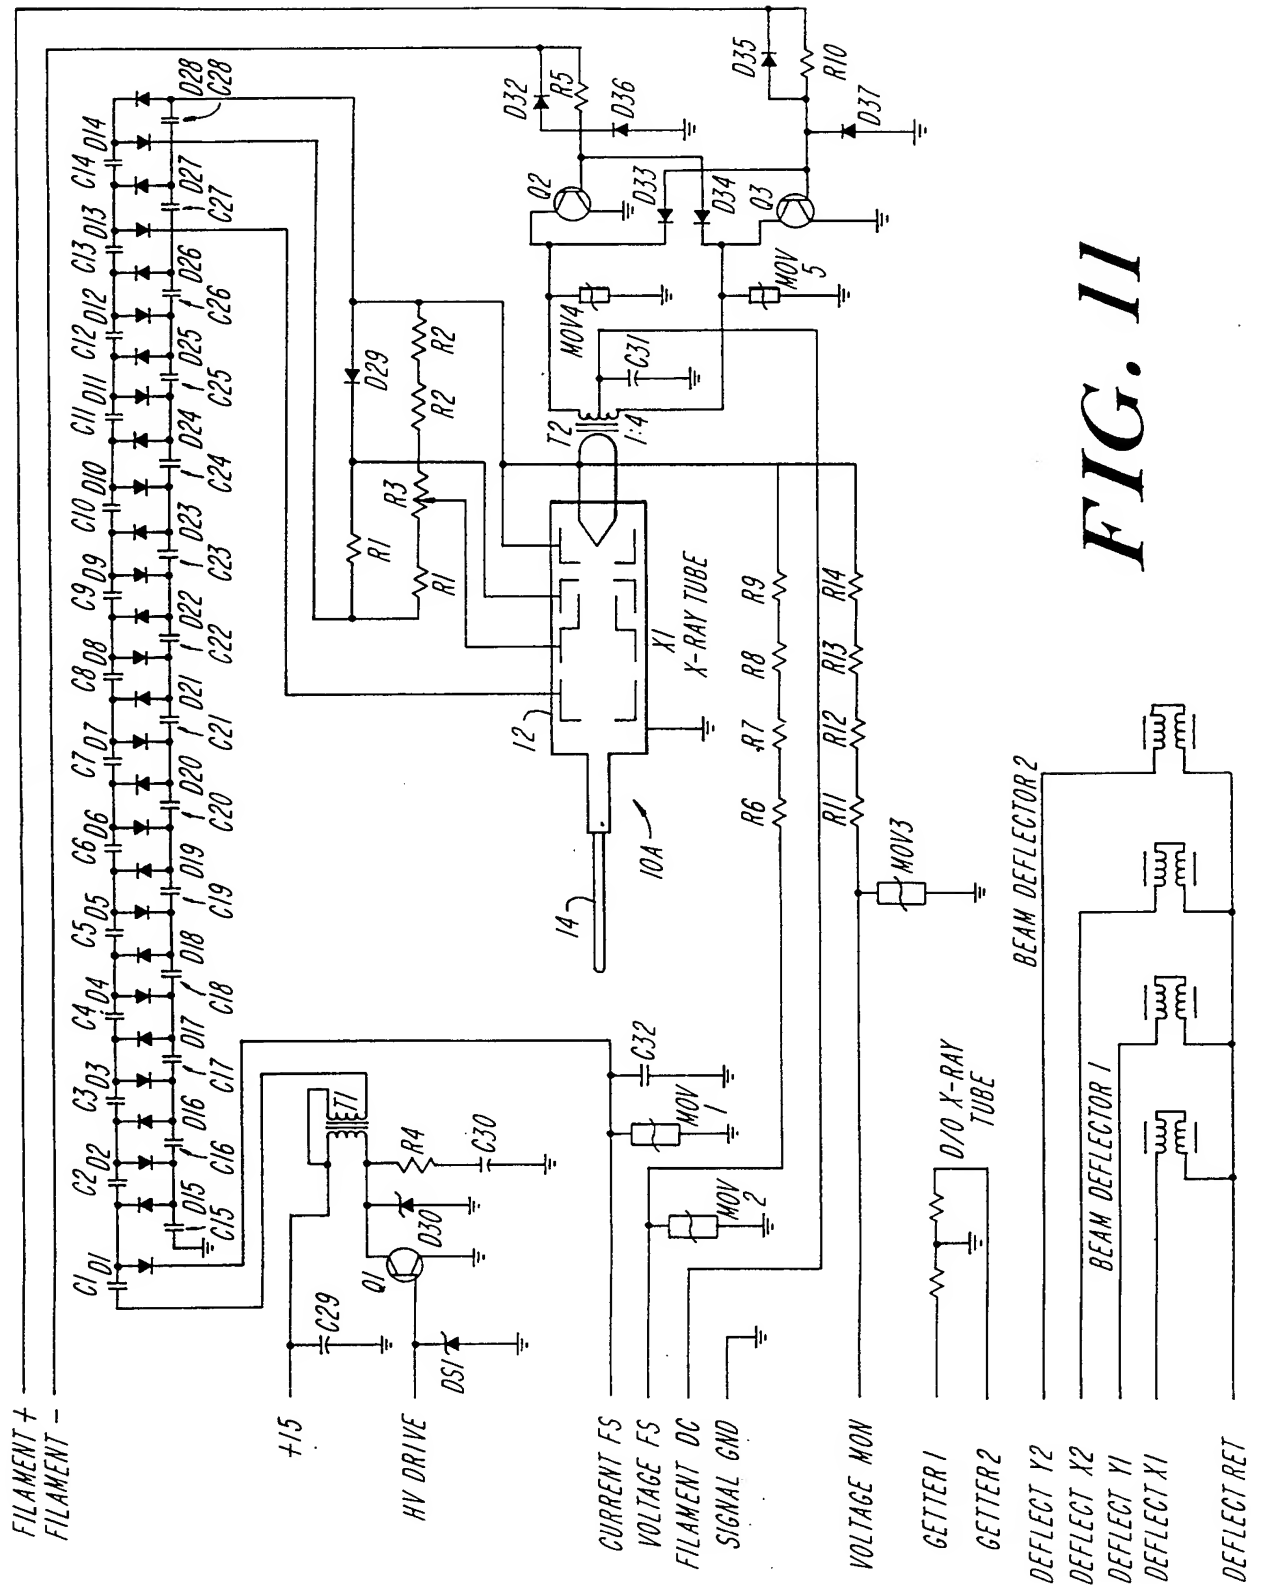 FILAMENT +
FILAMENT −
+15
HV DRIVE
CURRENT FS
VOLTAGE FS
FILAMENT DC
SIGNAL GND
VOLTAGE MON
GETTER 1
GETTER 2
DEFLECT Y2
DEFLECT X2
DEFLECT Y1
DEFLECT X1
DEFLECT RET
C1 D1
C2 D2
C3 D3
C4 D4
C5 D5
C6 D6
C7 D7
C8 D8
C9 D9
C10 D10
C11 D11
C12 D12
C13 D13
C14 D14
C15 D15
C16 D16
C17 D17
C18 D18
C19 D19
C20 D20
C21 D21
C22 D22
C23 D23
C24 D24
C25 D25
C26 D26
C27 D27
D28
C28
C29
DS1
Q1
D30
R4
C30
T1
MOV
1
C32
MOV
2
14
10A
12
X1
X-RAY TUBE
R1
R1
R3
D29
R2
R2
T2
1:4
MOV4
C31
MOV
5
Q2
D33
D34
Q3
D32
R5
D36
D35
R10
D37
R6
R7
R8
R9
R11
R12
R13
R14
MOV3
D/O X-RAY
TUBE
BEAM DEFLECTOR 1
BEAM DEFLECTOR 2
FIG. 11